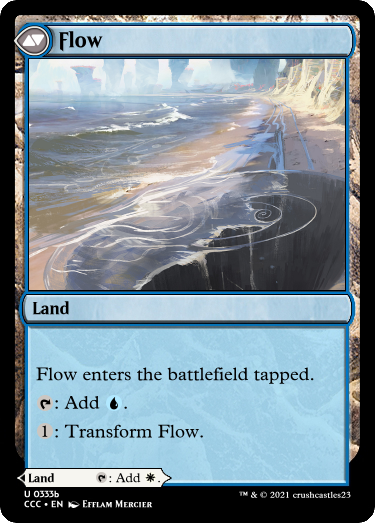 Flow
Land
Flow enters the battlefield tapped.
: Add .
1: Transform Flow.
Land : Add .
U 0333b
CCC • EN Efflam Mercier
™ & © 2021 crushcastles23